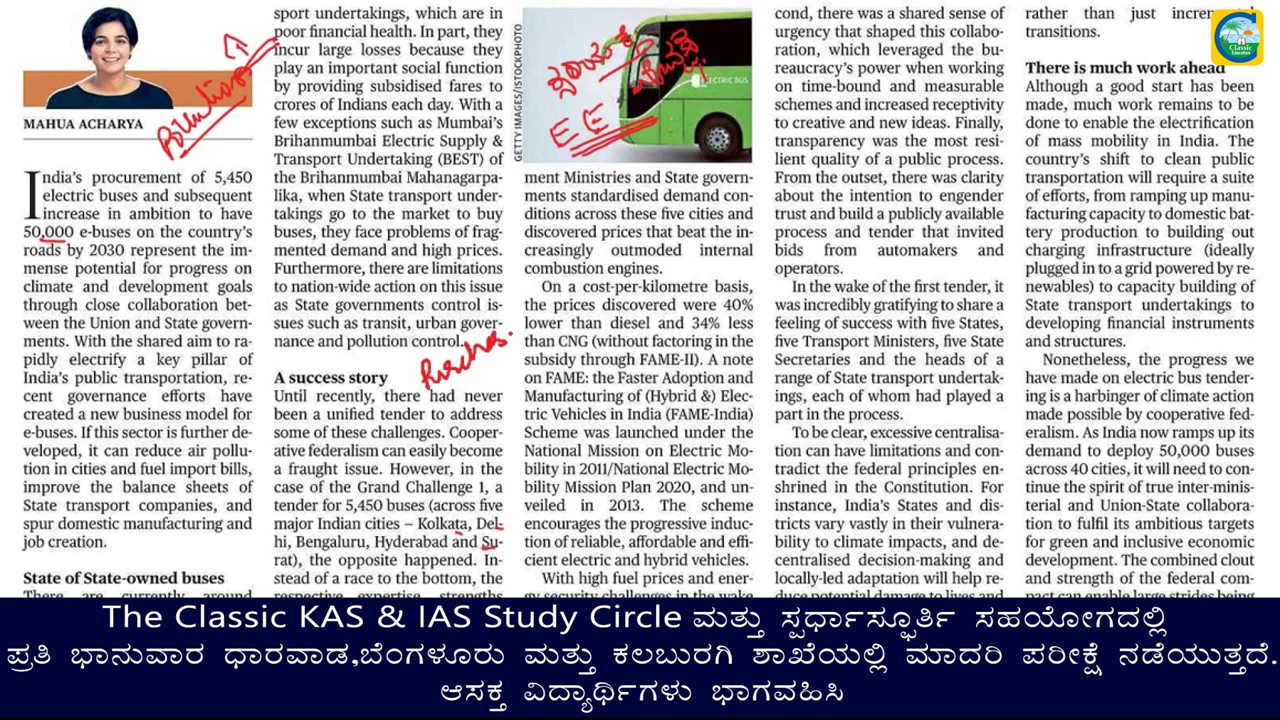 MAHUA ACHARYA
India's procurement of 5,450
electric buses and subsequent
increase in ambition to have
50,000 e-buses on the country's
roads by 2030 represent the im-
mense potential for progress on
climate and development goals
through close collaboration bet-
ween the Union and State govern-
ments. With the shared aim to ra-
pidly electrify a key pillar of
India's public transportation, re-
cent governance efforts have
created a new business model for
e-buses. If this sector is further de-
veloped, it can reduce air pollu-
tion in cities and fuel import bills,
improve the balance sheets of
State transport companies, and
spur domestic manufacturing and
job creation.
State of State-owned buses
There are currently around
sport undertakings, which are in
poor financial health. In part, they
incur large losses because they
play an important social function
by providing subsidised fares to
crores of Indians each day. With a
few exceptions such as Mumbai's
Brihanmumbai Electric Supply &
Transport Undertaking (BEST) of
the Brihanmumbai Mahanagarpa-
lika, when State transport under-
takings go to the market to buy
buses, they face problems of frag-
mented demand and high prices.
Furthermore, there are limitations
to nation-wide action on this issue
as State governments control is-
sues such as transit, urban gover-
nance and pollution control.
A success story
Until recently, there had never
been a unified tender to address
some of these challenges. Cooper-
ative federalism can easily become
a fraught issue. However, in the
case of the Grand Challenge 1, a
tender for 5,450 buses (across five
major Indian cities – Kolkata, Del-
hi, Bengaluru, Hyderabad and Su-
rat), the opposite happened. In-
stead of a race to the bottom, the
respective expertise, strengths
GETTY IMAGES/ISTOCKPHOTO
ELECTRIC BUS
E E
ment Ministries and State govern-
ments standardised demand con-
ditions across these five cities and
discovered prices that beat the in-
creasingly outmoded internal
combustion engines.
On a cost-per-kilometre basis,
the prices discovered were 40%
lower than diesel and 34% less
than CNG (without factoring in the
subsidy through FAME-II). A note
on FAME: the Faster Adoption and
Manufacturing of (Hybrid &) Elec-
tric Vehicles in India (FAME-India)
Scheme was launched under the
National Mission on Electric Mo-
bility in 2011/National Electric Mo-
bility Mission Plan 2020, and un-
veiled in 2013. The scheme
encourages the progressive induc-
tion of reliable, affordable and effi-
cient electric and hybrid vehicles.
With high fuel prices and ener-
gy security challenges in the wake
cond, there was a shared sense of
urgency that shaped this collabo-
ration, which leveraged the bu-
reaucracy's power when working
on time-bound and measurable
schemes and increased receptivity
to creative and new ideas. Finally,
transparency was the most resi-
lient quality of a public process.
From the outset, there was clarity
about the intention to engender
trust and build a publicly available
process and tender that invited
bids from automakers and
operators.
In the wake of the first tender, it
was incredibly gratifying to share a
feeling of success with five States,
five Transport Ministers, five State
Secretaries and the heads of a
range of State transport undertak-
ings, each of whom had played a
part in the process.
To be clear, excessive centralisa-
tion can have limitations and con-
tradict the federal principles en-
shrined in the Constitution. For
instance, India's States and dis-
tricts vary vastly in their vulnera-
bility to climate impacts, and de-
centralised decision-making and
locally-led adaptation will help re-
duce potential damage to lives and
rather than just incremental
transitions.
There is much work ahead
Although a good start has been
made, much work remains to be
done to enable the electrification
of mass mobility in India. The
country's shift to clean public
transportation will require a suite
of efforts, from ramping up manu-
facturing capacity to domestic bat-
tery production to building out
charging infrastructure (ideally
plugged in to a grid powered by re-
newables) to capacity building of
State transport undertakings to
developing financial instruments
and structures.
Nonetheless, the progress we
have made on electric bus tender-
ing is a harbinger of climate action
made possible by cooperative fed-
eralism. As India now ramps up its
demand to deploy 50,000 buses
across 40 cities, it will need to con-
tinue the spirit of true inter-minis-
terial and Union-State collabora-
tion to fulfil its ambitious targets
for green and inclusive economic
development. The combined clout
and strength of the federal com-
pact can enable large strides being
Classic
Education
The Classic KAS & IAS Study Circle ಮತ್ತು ಸ್ಪರ್ಧಾಸ್ಫೂರ್ತಿ ಸಹಯೋಗದಲ್ಲಿ
ಪ್ರತಿ ಭಾನುವಾರ ಧಾರವಾಡ,ಬೆಂಗಳೂರು ಮತ್ತು ಕಲಬುರಗಿ ಶಾಖೆಯಲ್ಲಿ ಮಾದರಿ ಪರೀಕ್ಷೆ ನಡೆಯುತ್ತದೆ.
ಆಸಕ್ತ ವಿದ್ಯಾರ್ಥಿಗಳು ಭಾಗವಹಿಸಿ